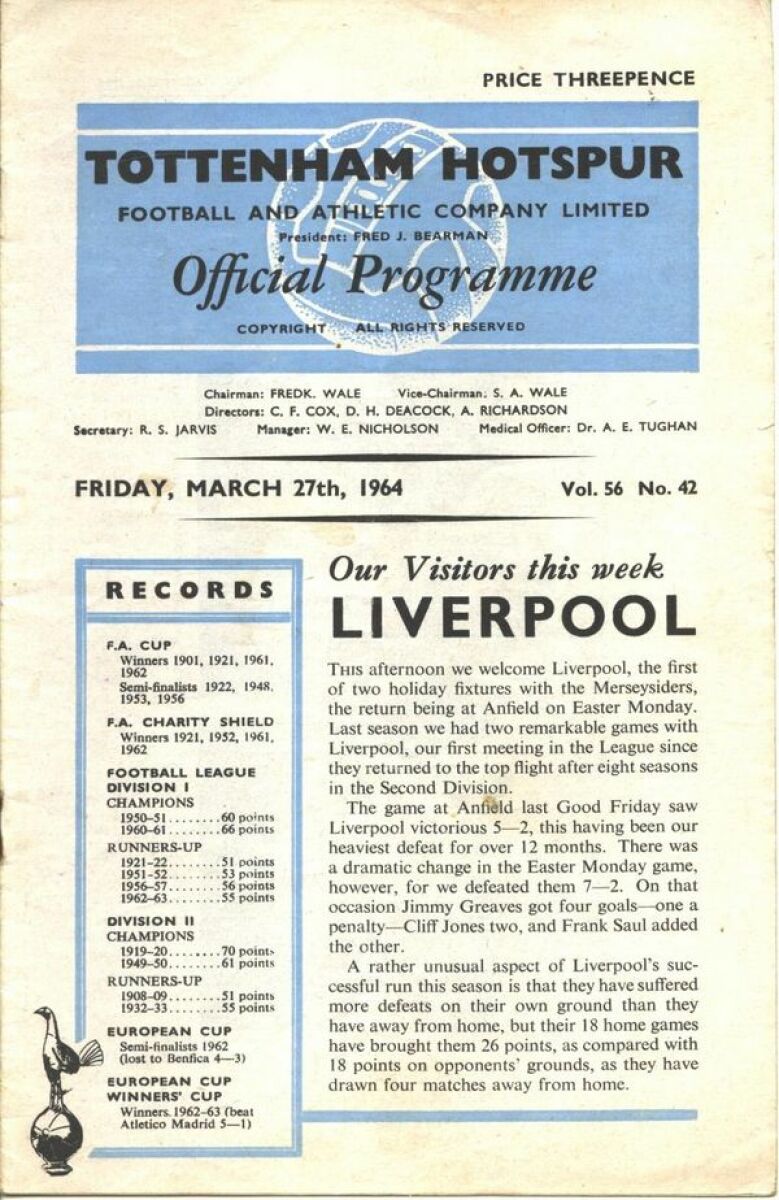 PRICE THREEPENCE
TOTTENHAM HOTSPUR
FOOTBALL AND ATHLETIC COMPANY LIMITED
President: FRED J. BEARMAN
Official Programme
COPYRIGHT ALL RIGHTS RESERVED
Chairman: FREDK. WALE Vice-Chairman: S. A. WALE
Directors: C. F. COX, D. H. DEACOCK, A. RICHARDSON
Secretary: R. S. JARVIS Manager: W. E. NICHOLSON Medical Officer: Dr. A. E. TUGHAN
FRIDAY, MARCH 27th, 1964 Vol. 56 No. 42
RECORDS
F.A. CUP
Winners 1901, 1921, 1961,
1962
Semi-finalists 1922, 1948,
1953, 1956
F.A. CHARITY SHIELD
Winners 1921, 1952, 1961,
1962
FOOTBALL LEAGUE
DIVISION I
CHAMPIONS
1950-51........60 points
1960-61........66 points
RUNNERS-UP
1921-22........51 points
1951-52........53 points
1956-57........56 points
1962-63........55 points
DIVISION II
CHAMPIONS
1919-20........70 points
1949-50........61 points
RUNNERS-UP
1908-09........51 points
1932-33........55 points
EUROPEAN CUP
Semi-finalists 1962
(lost to Benfica 4—3)
EUROPEAN CUP
WINNERS' CUP
Winners. 1962-63 (beat
Atletico Madrid 5—1)
Our Visitors this week
LIVERPOOL
THIS afternoon we welcome Liverpool, the first
of two holiday fixtures with the Merseysiders,
the return being at Anfield on Easter Monday.
Last season we had two remarkable games with
Liverpool, our first meeting in the League since
they returned to the top flight after eight seasons
in the Second Division.
The game at Anfield last Good Friday saw
Liverpool victorious 5—2, this having been our
heaviest defeat for over 12 months. There was
a dramatic change in the Easter Monday game,
however, for we defeated them 7—2. On that
occasion Jimmy Greaves got four goals—one a
penalty—Cliff Jones two, and Frank Saul added
the other.
A rather unusual aspect of Liverpool's suc-
cessful run this season is that they have suffered
more defeats on their own ground than they
have away from home, but their 18 home games
have brought them 26 points, as compared with
18 points on opponents' grounds, as they have
drawn four matches away from home.